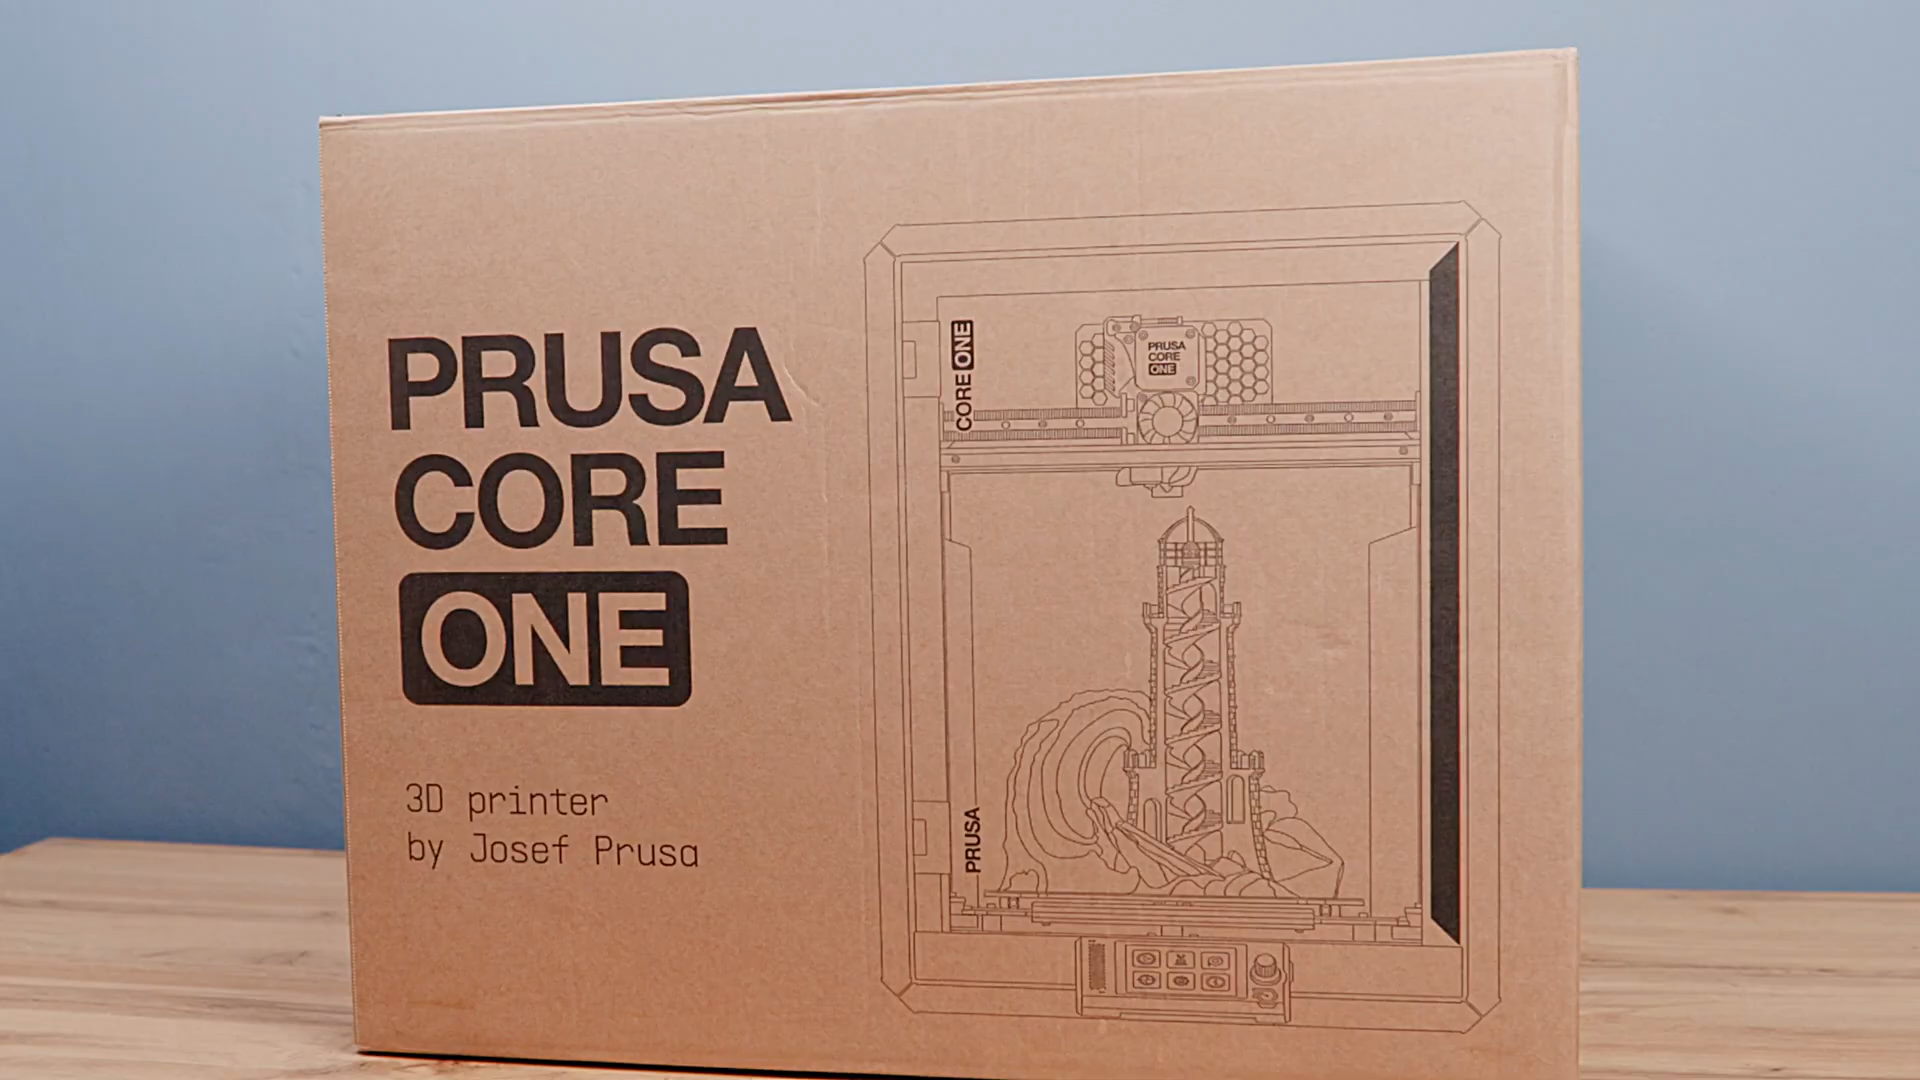 PRUSA
CORE
ONE
3D printer
by Josef Prusa
CORE ONE
PRUSA
PRUSA
CORE
ONE